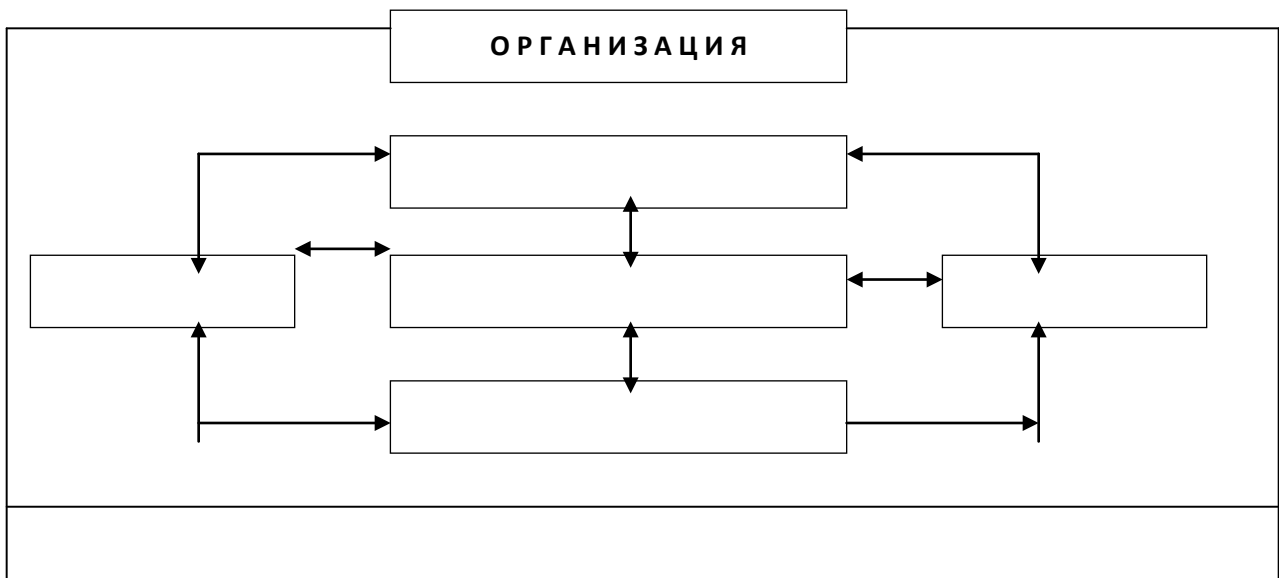 О Р Г А Н И З А Ц И Я